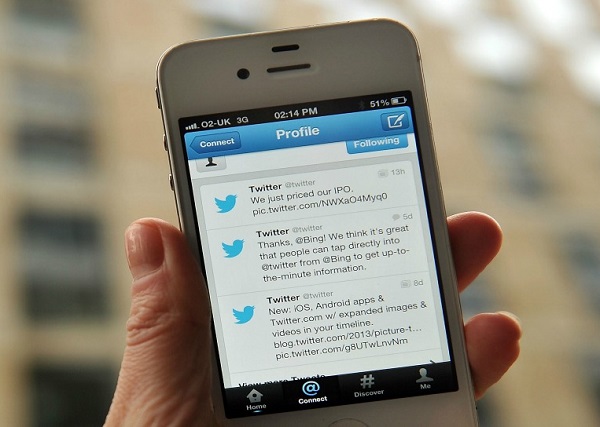 O2-UK 3G 02:14 PM 51%
Connect Profile
Following
Twitter @twitter 13h
We just priced our IPO.
pic.twitter.com/NWXaO4Myq0
Twitter @twitter 5d
Thanks, @Bing! We think it's great
that people can tap directly into
@twitter from @Bing to get up-to-
the-minute information.
Twitter @twitter 8d
New: iOS, Android apps &
Twitter.com w/ expanded images &
videos in your timeline.
blog.twitter.com/2013/picture-t…
pic.twitter.com/g8UTwLnvNm
View more Tweets
Home Connect Discover Me